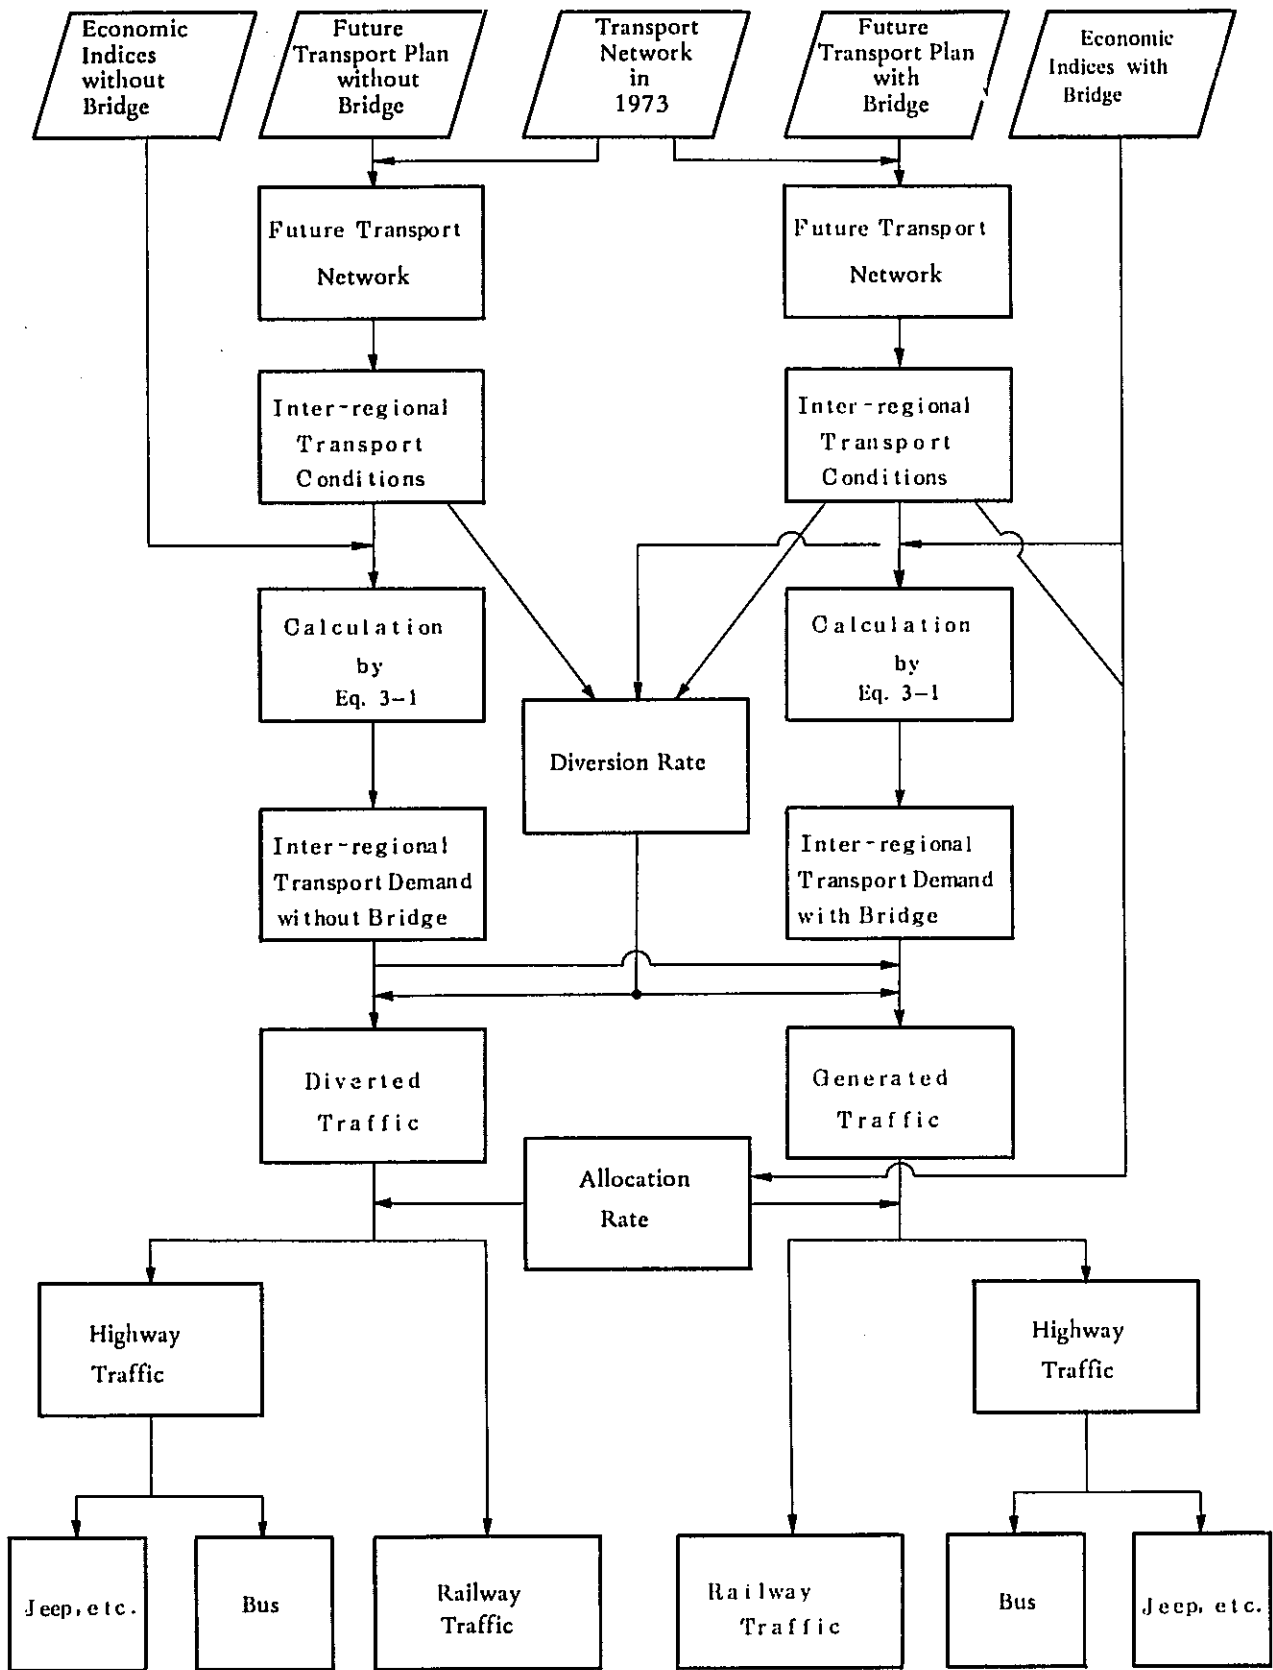 Economic
Indices
without
Bridge
Future
Transport Plan
without
Bridge
Transport
Network
in
1973
Future
Transport Plan
with
Bridge
Economic
Indices with
Bridge
Future Transport
Network
Future Transport
Network
Inter-regional
Transport
Conditions
Inter-regional
Transport
Conditions
Calculation
by
Eq. 3-1
Calculation
by
Eq. 3-1
Diversion Rate
Inter-regional
Transport Demand
without Bridge
Inter-regional
Transport Demand
with Bridge
Diverted
Traffic
Generated
Traffic
Allocation
Rate
Highway
Traffic
Highway
Traffic
Jeep, etc.
Bus
Railway
Traffic
Railway
Traffic
Bus
Jeep, etc.